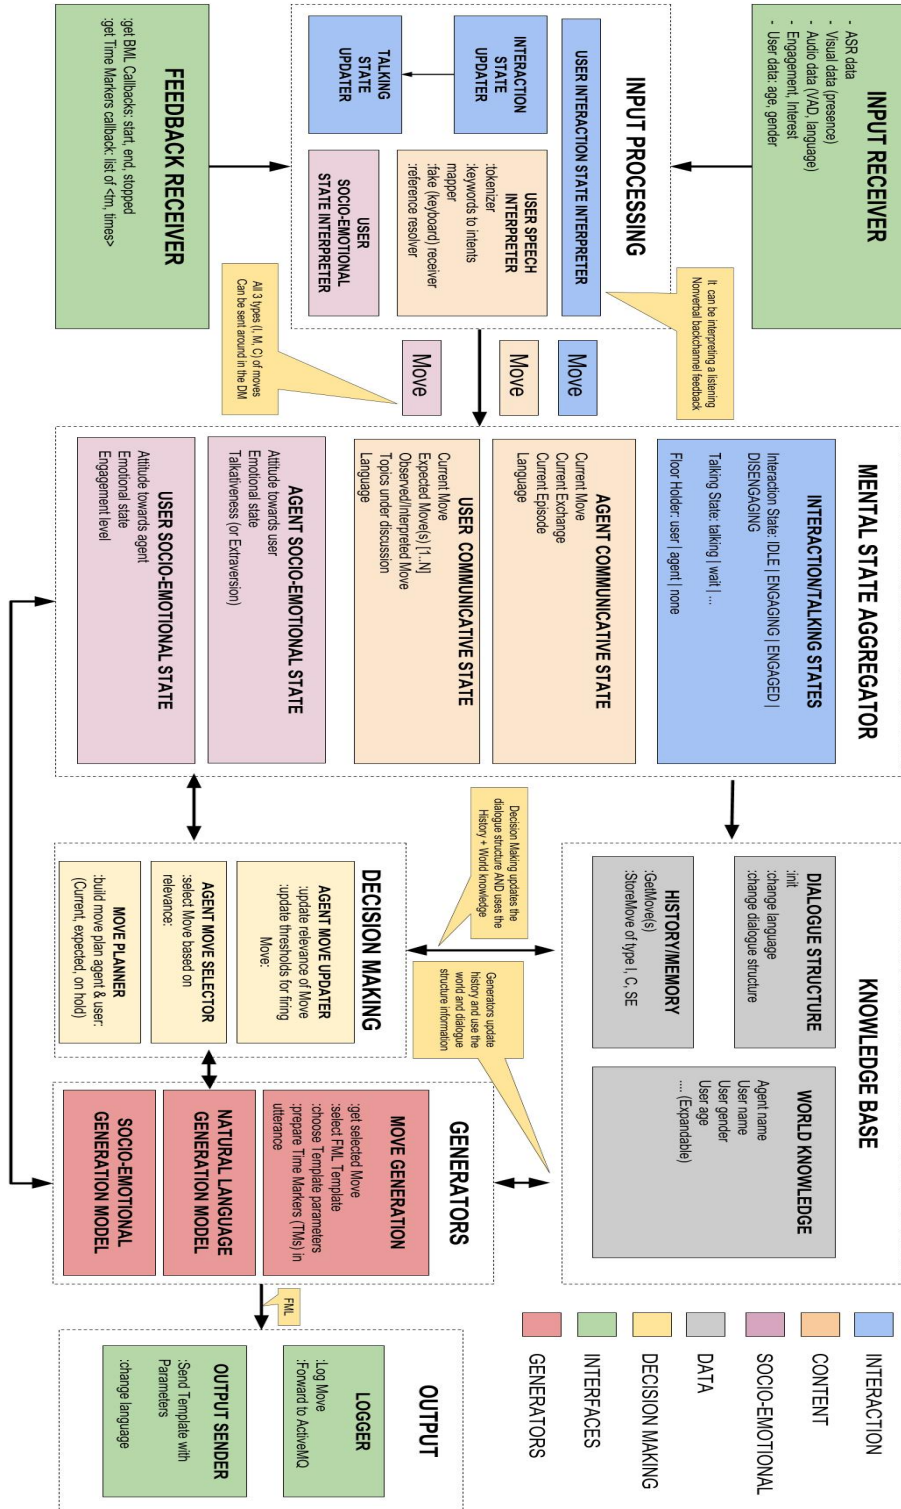 INPUT RECEIVER
- ASR data
- Visual data (presence)
- Audio data (VAD, language)
- Engagement, Interest
- User data: age, gender
INPUT PROCESSING
USER INTERACTION STATE INTERPRETER
INTERACTION
STATE
UPDATER
TALKING
STATE
UPDATER
USER SPEECH
INTERPRETER
:tokenizer
:keywords to intents
mapper
:fake (keyboard) receiver
:reference resolver
USER
SOCIO-EMOTIONAL
STATE INTERPRETER
FEEDBACK RECEIVER
:get BML Callbacks: start, end, stopped
:get Time Markers callback: list of <tm, times>
It can be interpreting a listening
Nonverbal backchannel feedback
Move
Move
Move
All 3 types (I, M, C) of moves
Can be sent around in the DM
MENTAL STATE AGGREGATOR
INTERACTION/TALKING STATES
Interaction State: IDLE | ENGAGING | ENGAGED |
DISENGAGING
Talking State: talking | wait | ...
Floor Holder: user | agent | none
AGENT COMMUNICATIVE STATE
Current Move
Current Exchange
Current Episode
Language
USER COMMUNICATIVE STATE
Current Move
Expected Move(s) [1..N]
Observed/Interpreted Move
Topics under discussion
Language
AGENT SOCIO-EMOTIONAL STATE
Attitude towards user
Emotional state
Talkativeness (or Extraversion)
USER SOCIO-EMOTIONAL STATE
Attitude towards agent
Emotional state
Engagement level
KNOWLEDGE BASE
DIALOGUE STRUCTURE
:init
:change language
:change dialogue structure
HISTORY/MEMORY
:GetMove(s)
:StoreMove of type I, C, SE
WORLD KNOWLEDGE
Agent name
User name
User gender
User age
.... (Expandable)
Decision Making updates the
dialogue structure AND uses the
History + World knowledge
Generators update
history and use the
world and dialogue
structure information
DECISION MAKING
AGENT MOVE UPDATER
:update relevance of Move
:update thresholds for firing
Move:
AGENT MOVE SELECTOR
:select Move based on
relevance:
MOVE PLANNER
:build move plan agent & user:
(Current, expected, on hold)
GENERATORS
MOVE GENERATION
:get selected Move
:select FML Template
:choose Template parameters
:prepare Time Markers (TMs) in
utterance
NATURAL LANGUAGE
GENERATION MODEL
SOCIO-EMOTIONAL
GENERATION MODEL
FML
OUTPUT
LOGGER
:Log Move
:Forward to ActiveMQ
OUTPUT SENDER
:Send Template with
Parameters
:change language
INTERACTION
CONTENT
SOCIO-EMOTIONAL
DATA
DECISION MAKING
INTERFACES
GENERATORS